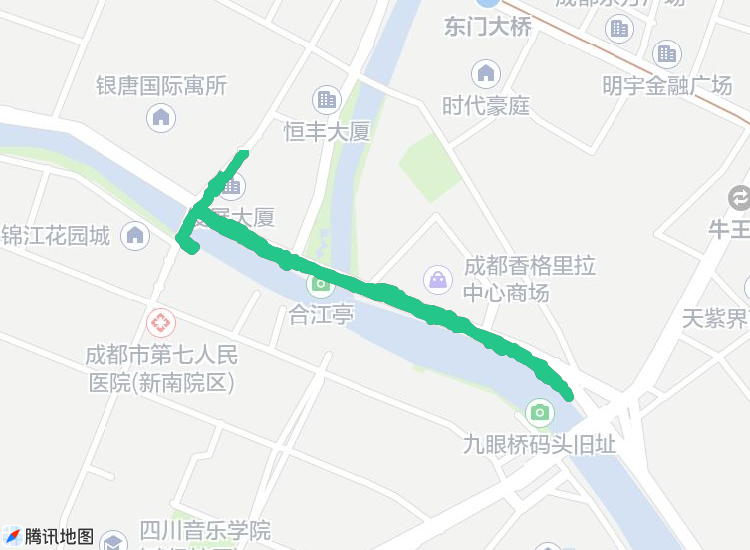 成都东方广场
东门大桥
明宇金融广场
银唐国际寓所
时代豪庭
恒丰大厦
发展大厦
牛王
锦江花园城
成都香格里拉
中心商场
合江亭
天紫界
成都市第七人民
医院(新南院区)
九眼桥码头旧址
四川音乐学院
腾讯地图